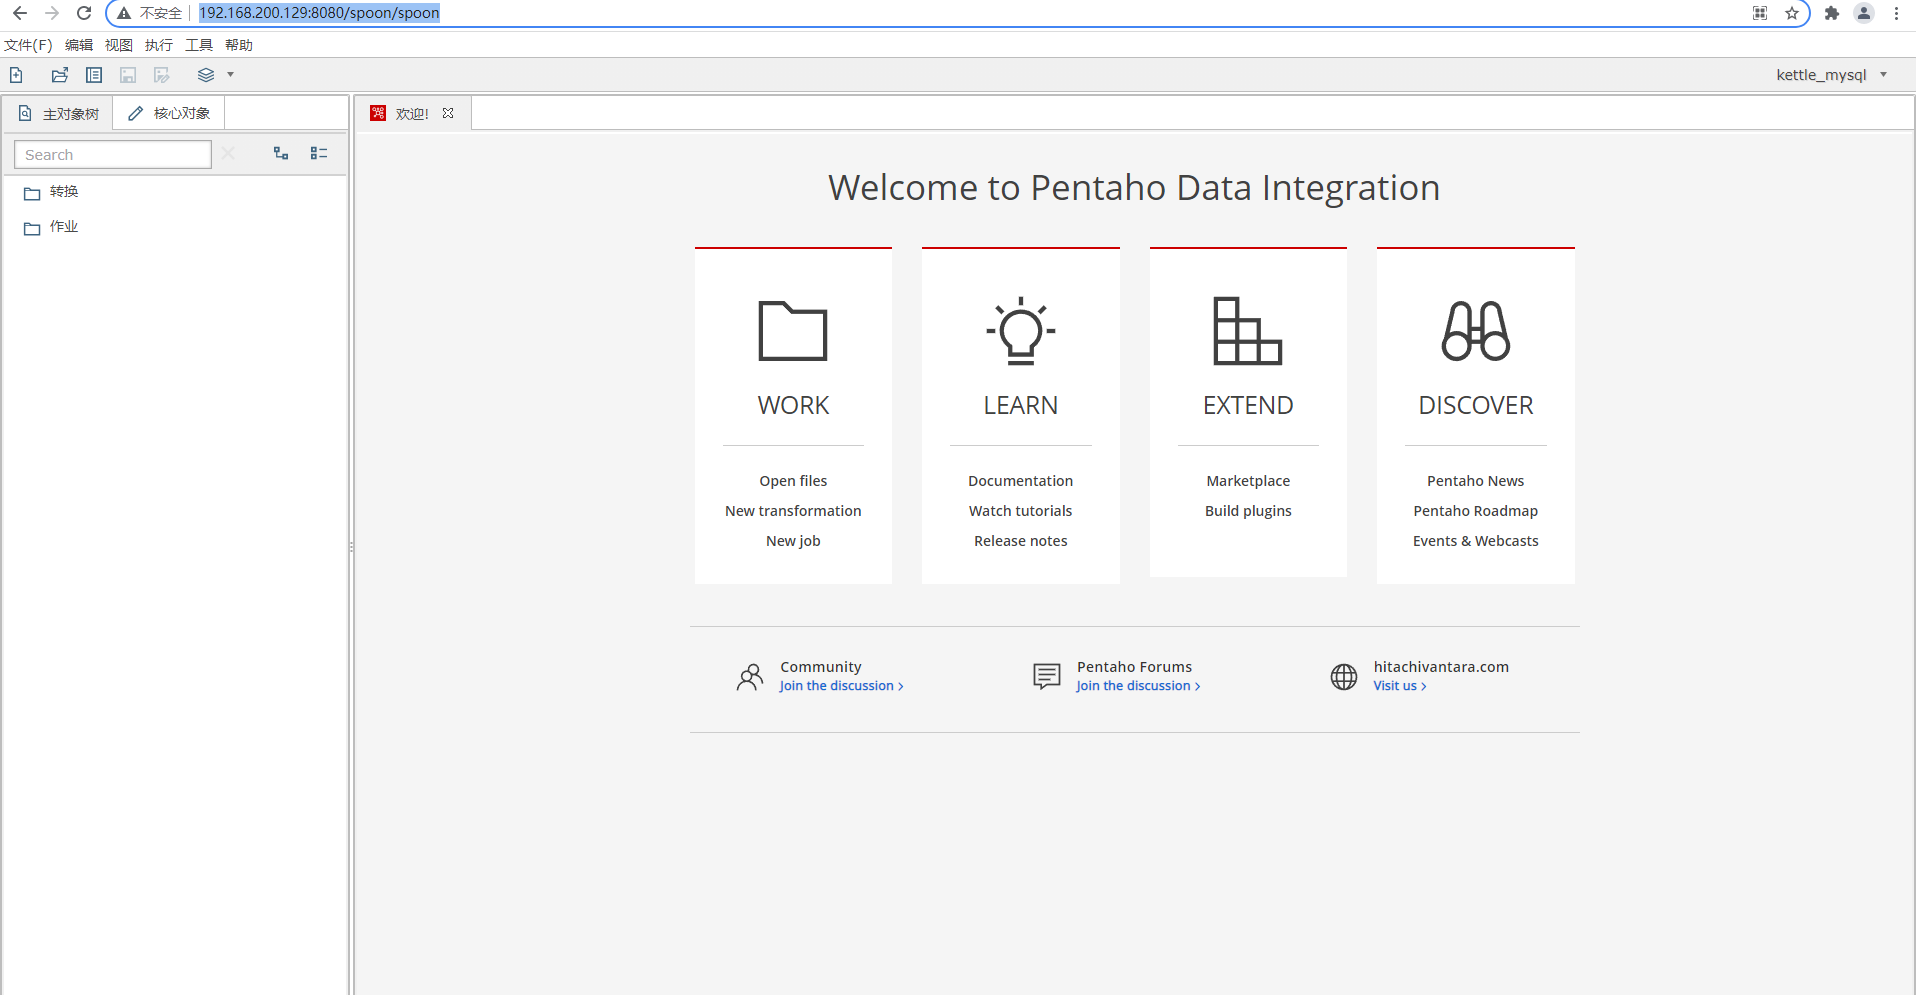 不安全 192.168.200.129:8080/spoon/spoon
文件(F) 编辑 视图 执行 工具 帮助
kettle_mysql
主对象树 核心对象
Search
转换
作业
欢迎!
Welcome to Pentaho Data Integration
WORK
Open files
New transformation
New job
LEARN
Documentation
Watch tutorials
Release notes
EXTEND
Marketplace
Build plugins
DISCOVER
Pentaho News
Pentaho Roadmap
Events & Webcasts
Community
Join the discussion >
Pentaho Forums
Join the discussion >
hitachivantara.com
Visit us >